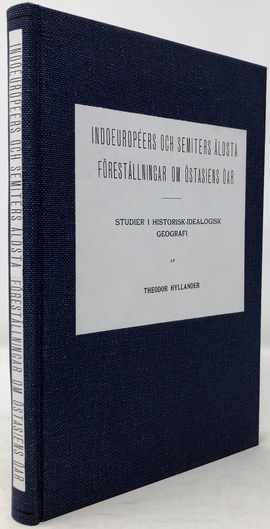 INDOEUROPÉERS OCH SEMITERS ÄLDSTA
FÖRESTÄLLNINGAR OM ÖSTASIENS ÖAR
STUDIER I HISTORISK-IDEALOGISK
GEOGRAFI
AF
THEODOR HYLLANDER
INDOEUROPÉERS OCH SEMITERS ÄLDSTA FÖRESTÄLLNINGAR OM ÖSTASIENS ÖAR